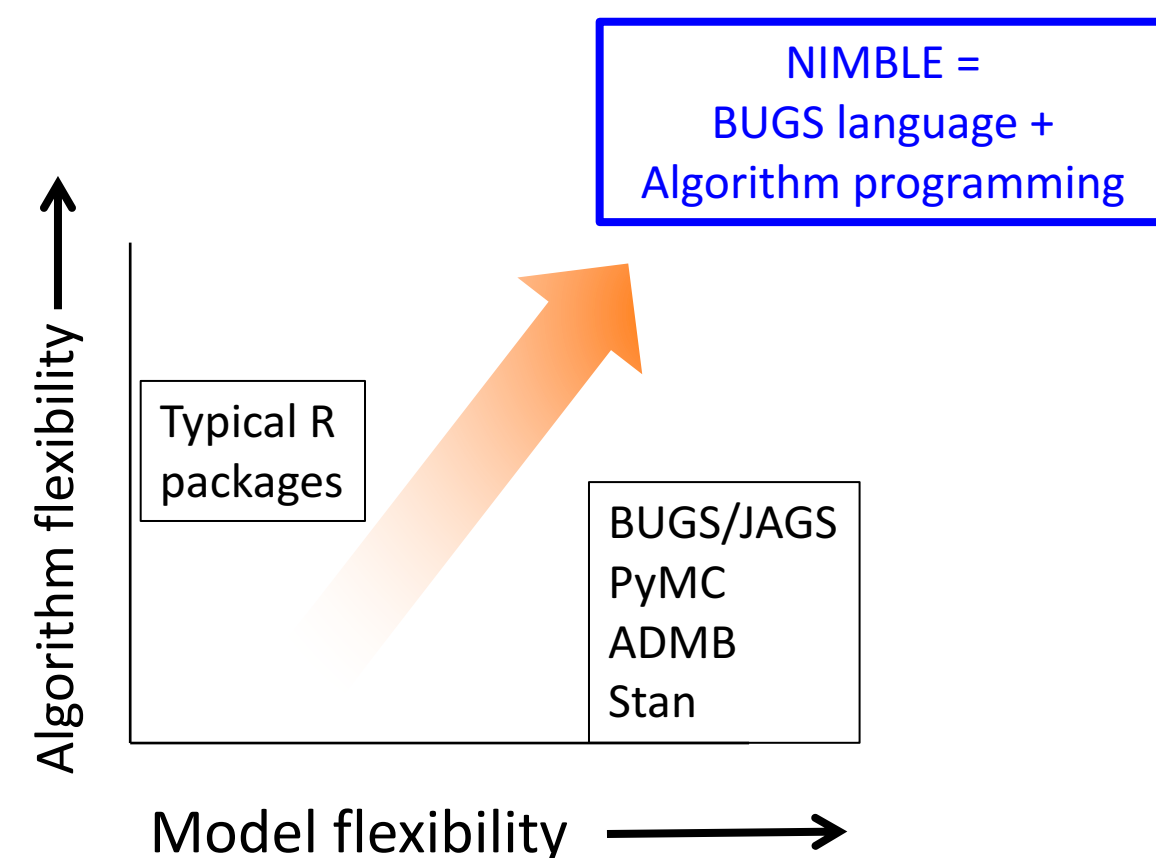 NIMBLE =
BUGS language +
Algorithm programming
Algorithm flexibility
Typical R
packages
BUGS/JAGS
PyMC
ADMB
Stan
Model flexibility